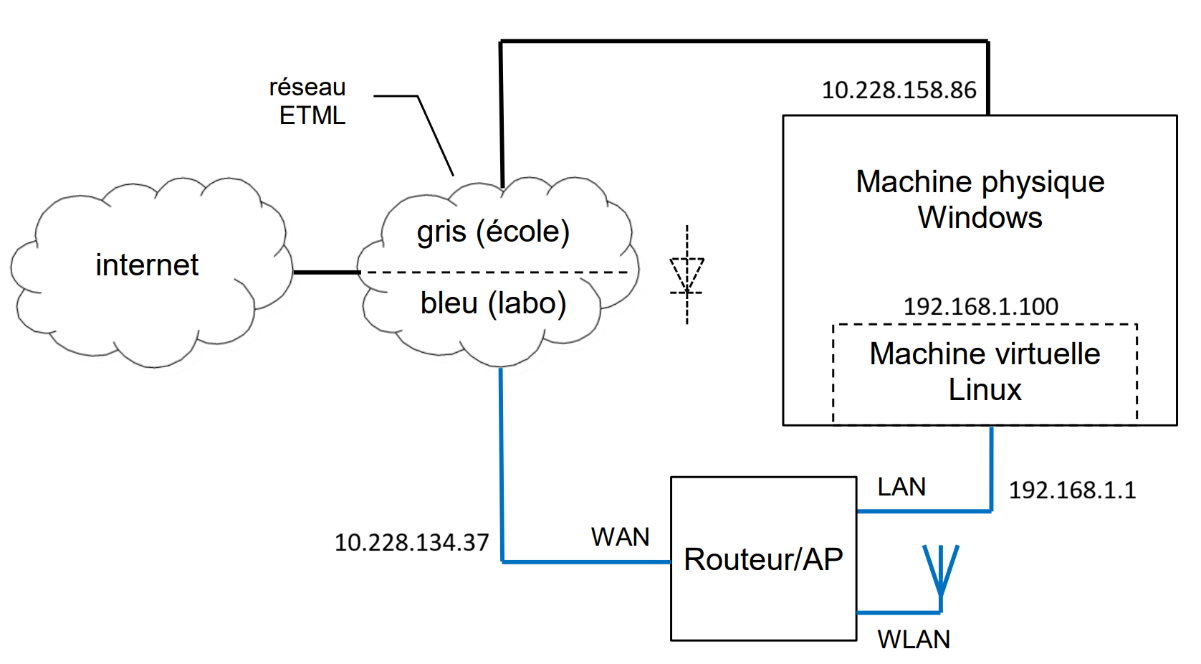 réseau
ETML
10.228.158.86
Machine physique
Windows
gris (école)
internet
bleu (labo)
192.168.1.100
Machine virtuelle
Linux
LAN
192.168.1.1
10.228.134.37
WAN
Routeur/AP
WLAN